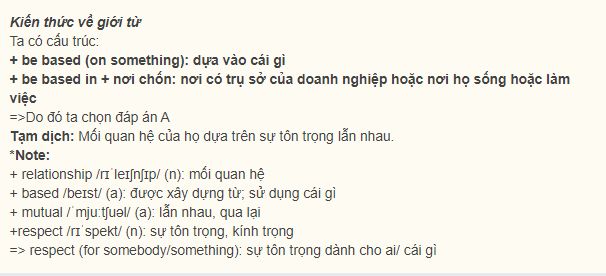 Kiến thức về giới từ
Ta có cấu trúc:
+ be based (on something): dựa vào cái gì
+ be based in + nơi chốn: nơi có trụ sở của doanh nghiệp hoặc nơi họ sống hoặc làm
việc
=>Do đó ta chọn đáp án A
Tạm dịch: Mối quan hệ của họ dựa trên sự tôn trọng lẫn nhau.
*Note:
+ relationship /rɪˈleɪʃnʃɪp/ (n): mối quan hệ
+ based /beɪst/ (a): được xây dựng từ; sử dụng cái gì
+ mutual /ˈmjuːtʃuəl/ (a): lẫn nhau, qua lại
+respect /rɪˈspekt/ (n): sự tôn trọng, kính trọng
=> respect (for somebody/something): sự tôn trọng dành cho ai/ cái gì